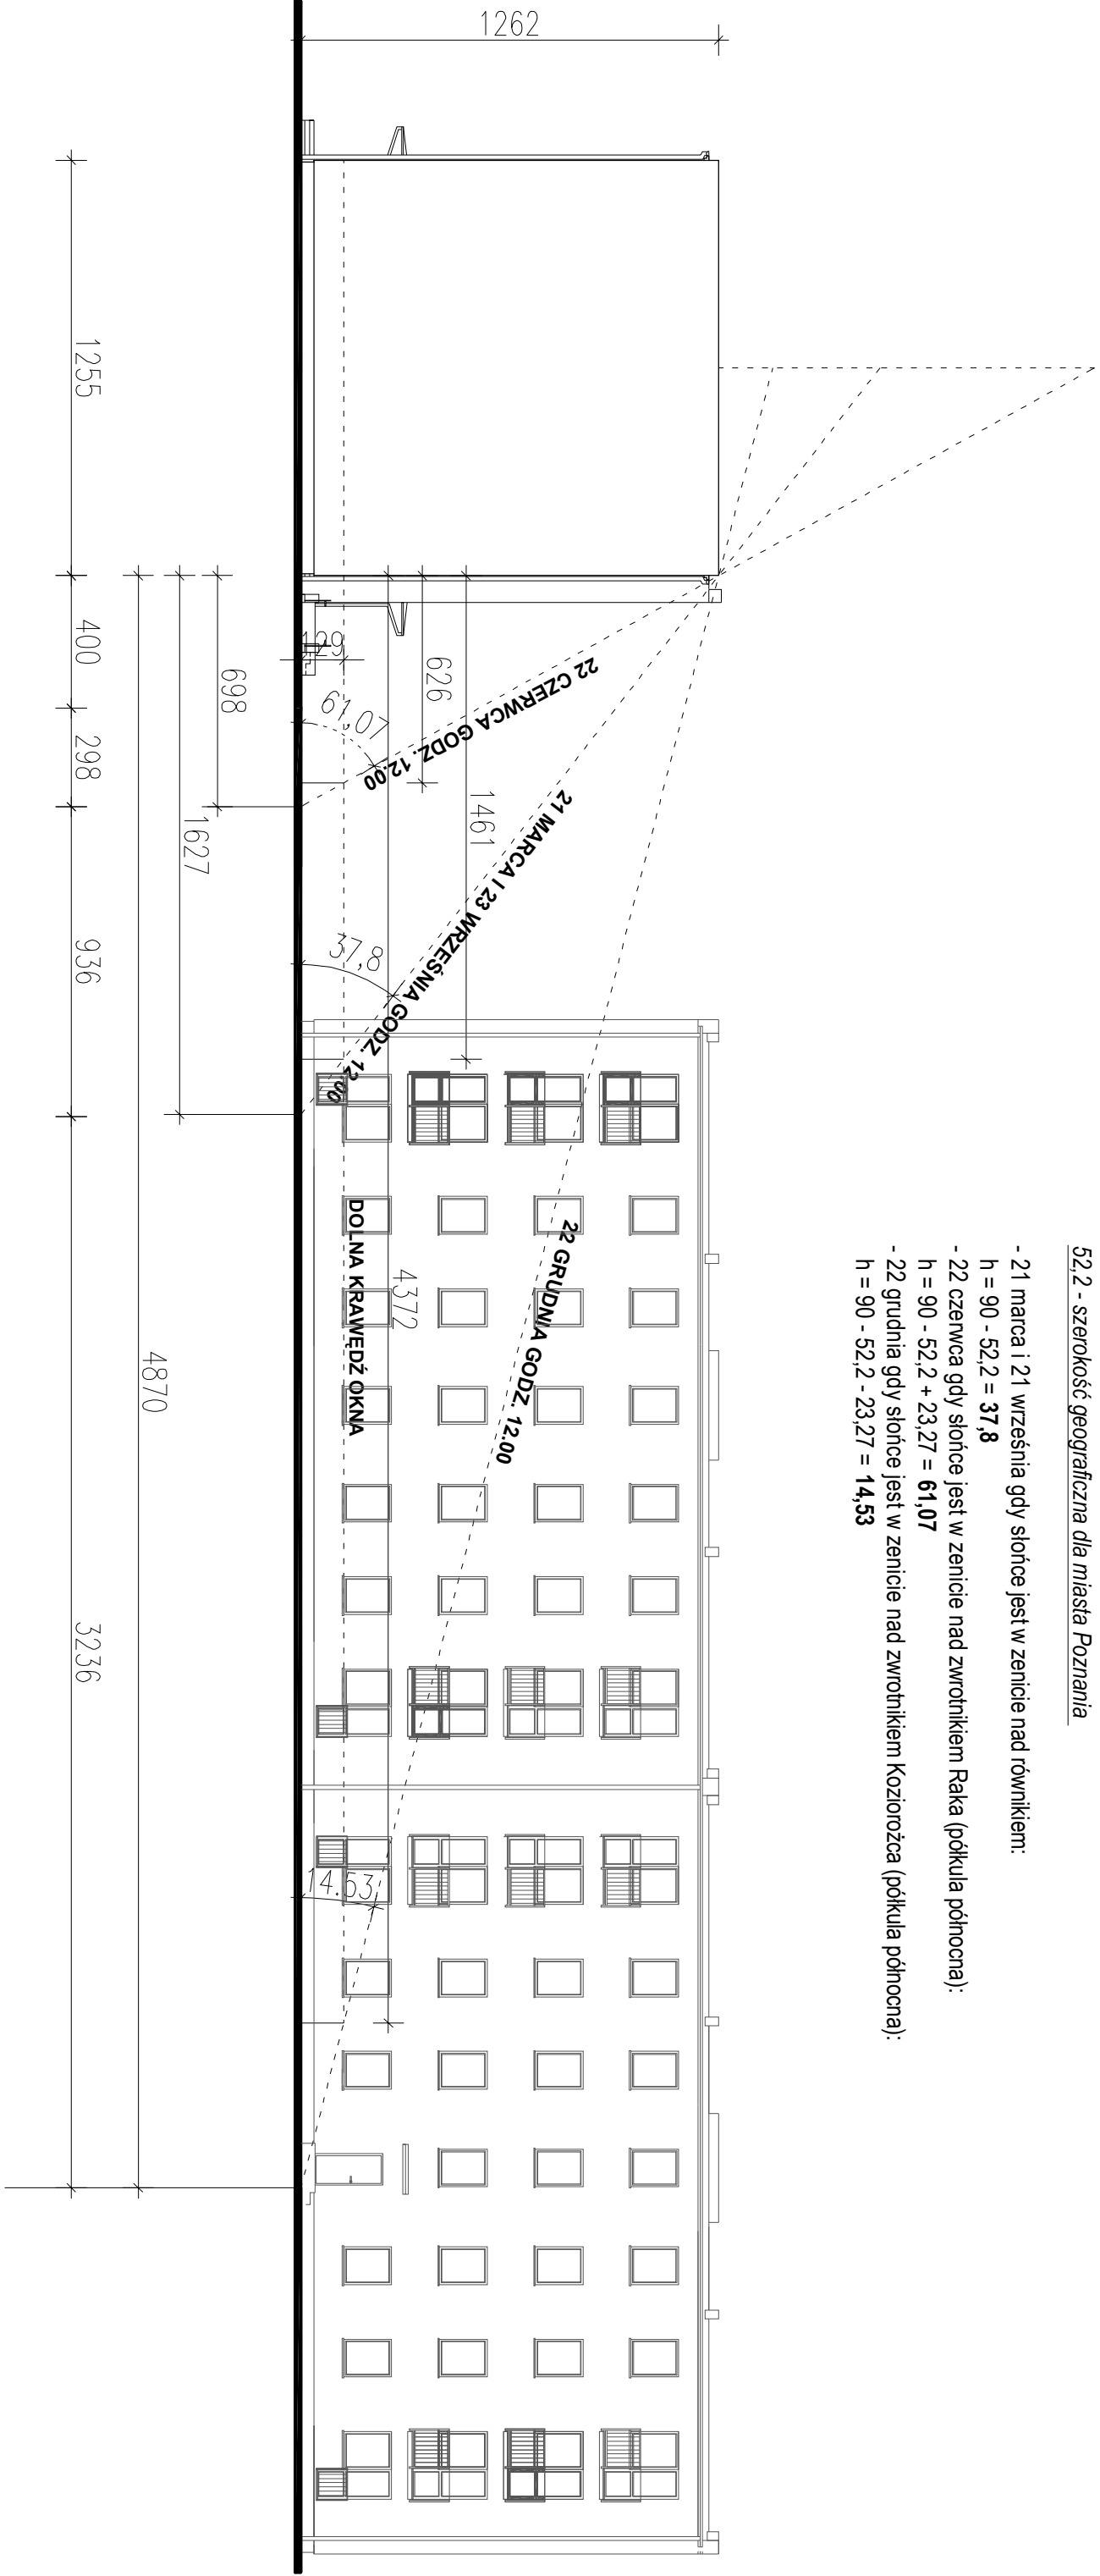 52,2 - szerokość geograficzna dla miasta Poznania
- 21 marca i 21 września gdy słońce jest w zenicie nad równikiem:
h = 90 - 52,2 = 37,8
- 22 czerwca gdy słońce jest w zenicie nad zwrotnikiem Raka (półkula północna):
h = 90 - 52,2 + 23,27 = 61,07
- 22 grudnia gdy słońce jest w zenicie nad zwrotnikiem Koziorożca (półkula północna):
h = 90 - 52,2 - 23,27 = 14,53
1262
22 CZERWCA GODZ. 12.00
21 MARCA I 23 WRZEŚNIA GODZ. 12.00
22 GRUDNIA GODZ. 12.00
DOLNA KRAWĘDŹ OKNA
1461
626
4372
129
61,07
37,8
14.53
698
1627
4870
1255
400
298
936
3236